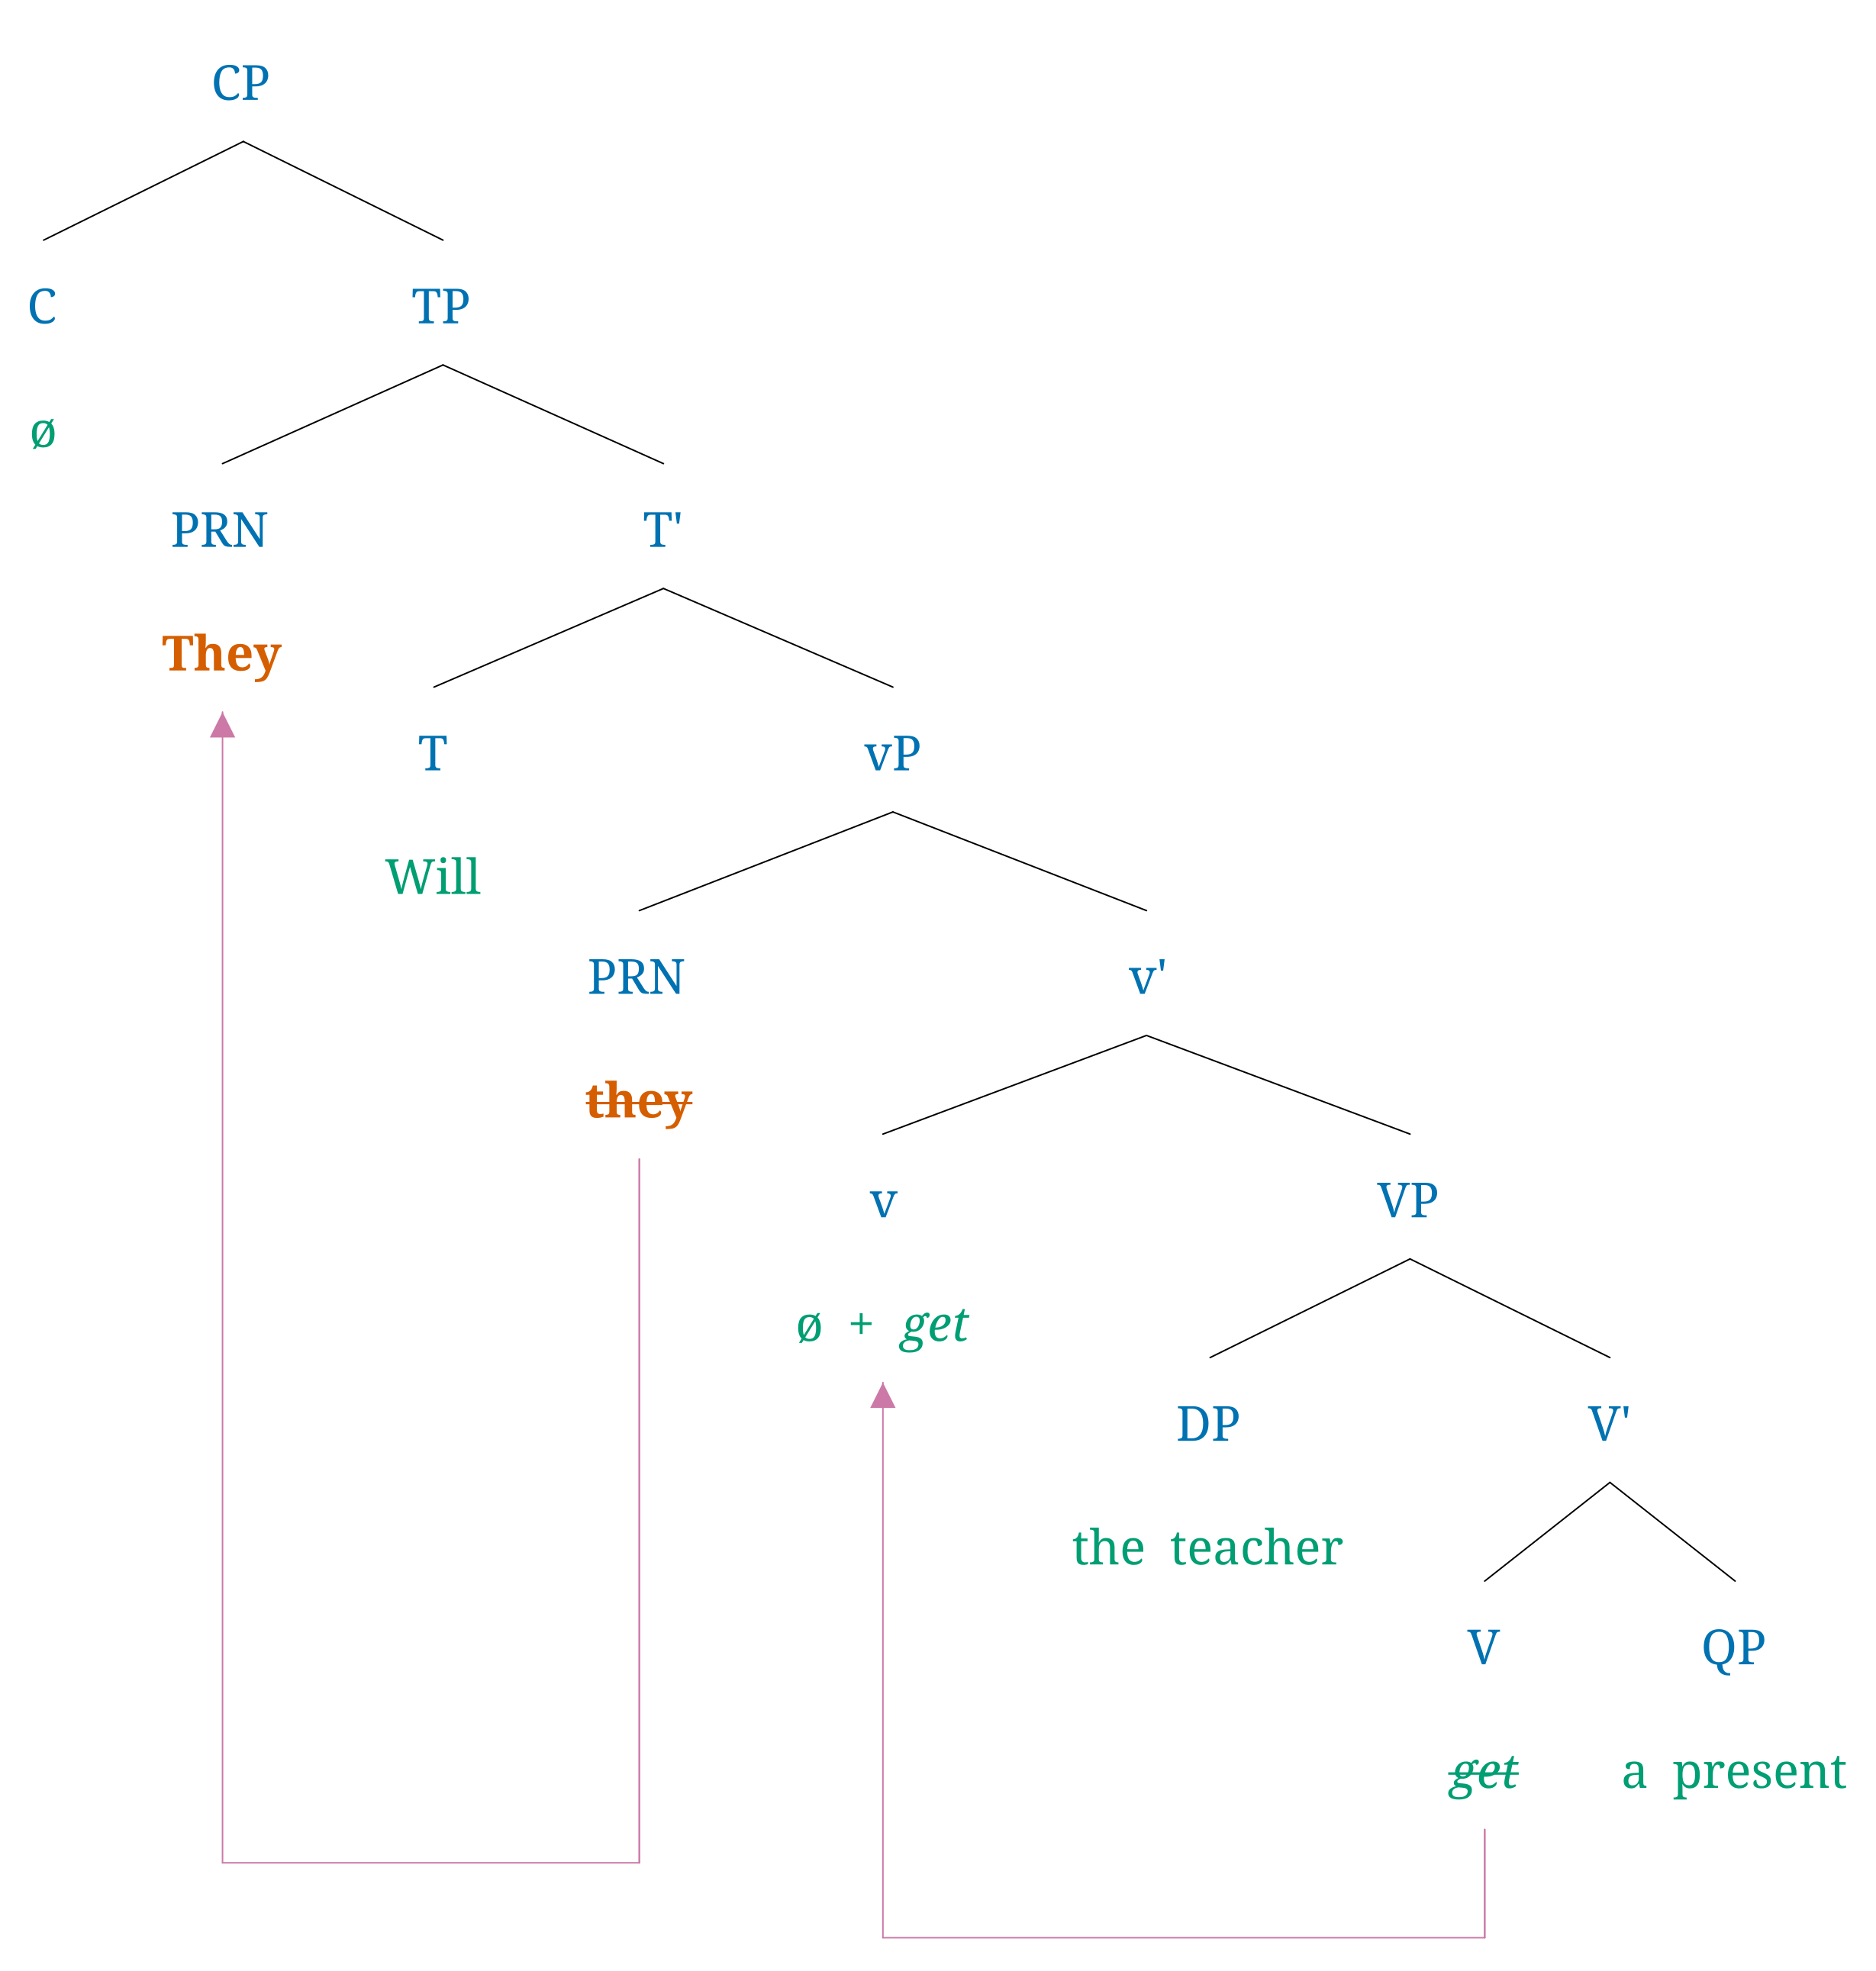 CP
C TP
ø
PRN T'
They
T vP
Will
PRN v'
they
v VP
ø + get
DP V'
the teacher
V QP
get a present